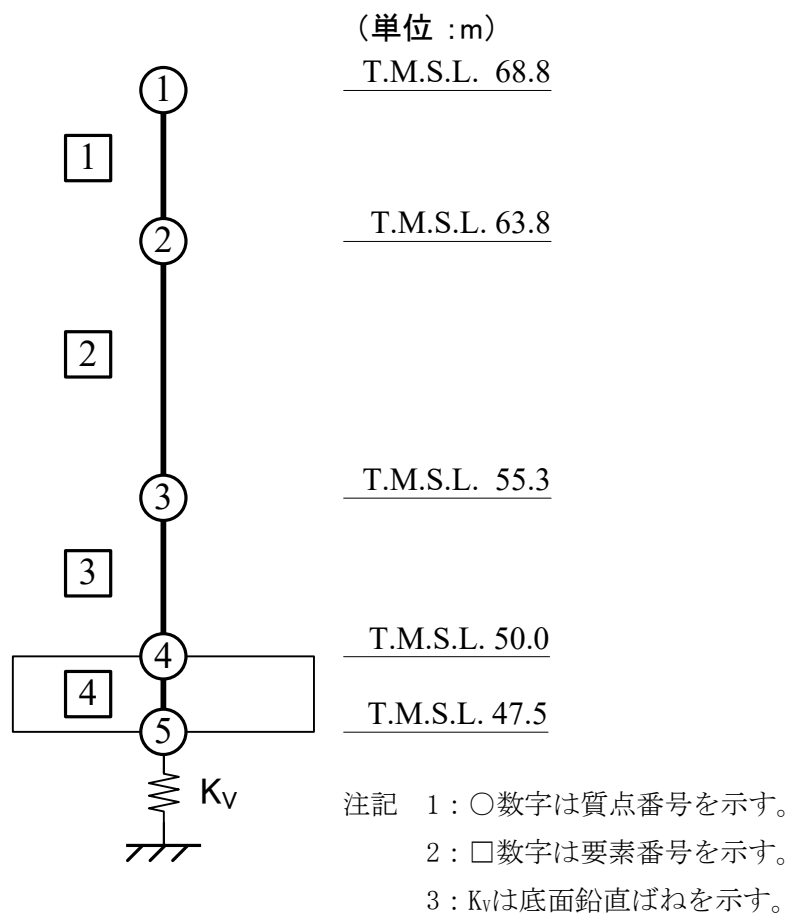 （単位 :m）
T.M.S.L. 68.8
①
1
T.M.S.L. 63.8
②
2
T.M.S.L. 55.3
③
3
T.M.S.L. 50.0
④
4
T.M.S.L. 47.5
⑤
KV
注記　1：○数字は質点番号を示す。
2：□数字は要素番号を示す。
3：KVは底面鉛直ばねを示す。